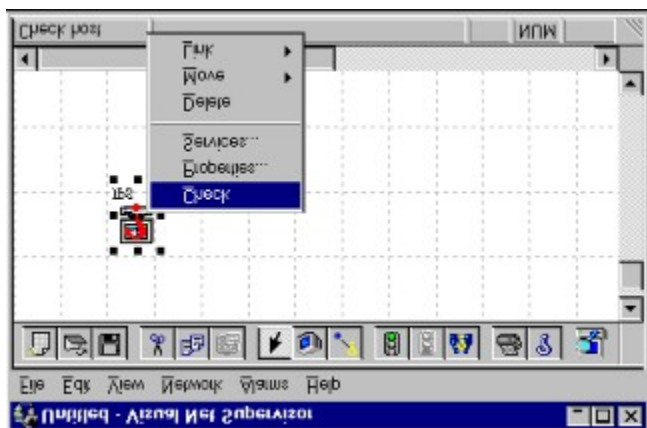 Untitled - Visual Net Supervisor
File Edit View Network Alarms Help
Check
Properties...
Services...
Delete
Move
Link
Check host
NUM